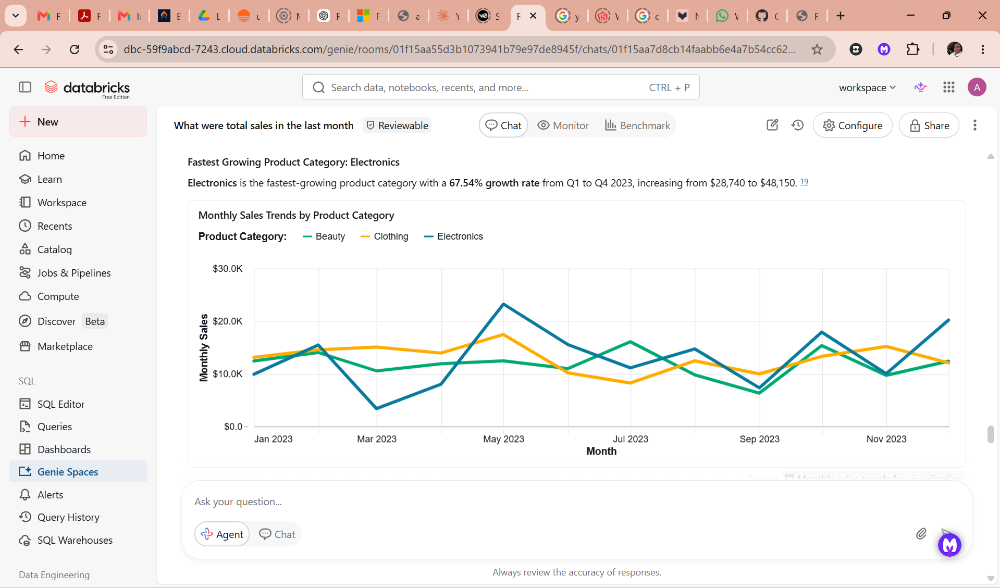 dbc-59f9abcd-7243.cloud.databricks.com/genie/rooms/01f15aa55d3b1073941b79e97de8945f/chats/01f15aa7d8cb14faabb6e4a7b54cc62...
databricks
Free Edition
Search data, notebooks, recents, and more...
CTRL + P
workspace
A
New
Home
Learn
Workspace
Recents
Catalog
Jobs & Pipelines
Compute
Discover Beta
Marketplace
SQL
SQL Editor
Queries
Dashboards
Genie Spaces
Alerts
Query History
SQL Warehouses
Data Engineering
What were total sales in the last month
Reviewable
Chat
Monitor
Benchmark
Configure
Share
Fastest Growing Product Category: Electronics
Electronics is the fastest-growing product category with a 67.54% growth rate from Q1 to Q4 2023, increasing from $28,740 to $48,150. 19
Monthly Sales Trends by Product Category
Product Category: Beauty Clothing Electronics
Monthly Sales
$30.0K
$20.0K
$10.0K
$0.0
Jan 2023 Mar 2023 May 2023 Jul 2023 Sep 2023 Nov 2023
Month
Source: Monthly sales trends for visualization
Ask your question...
Agent
Chat
Always review the accuracy of responses.